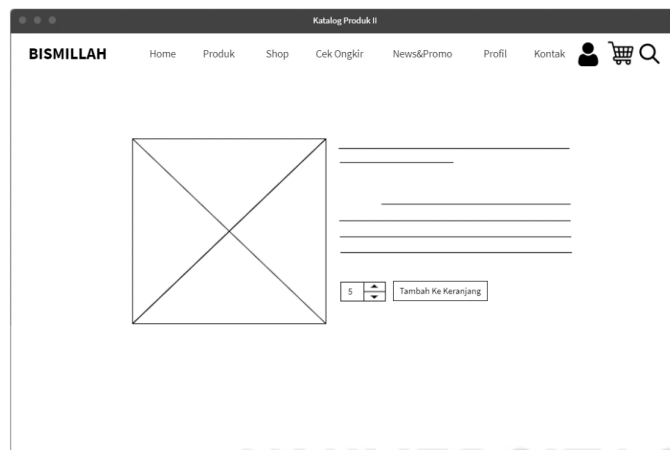 Katalog Produk II
BISMILLAH Home Produk Shop Cek Ongkir News&Promo Profil Kontak
5 Tambah Ke Keranjang